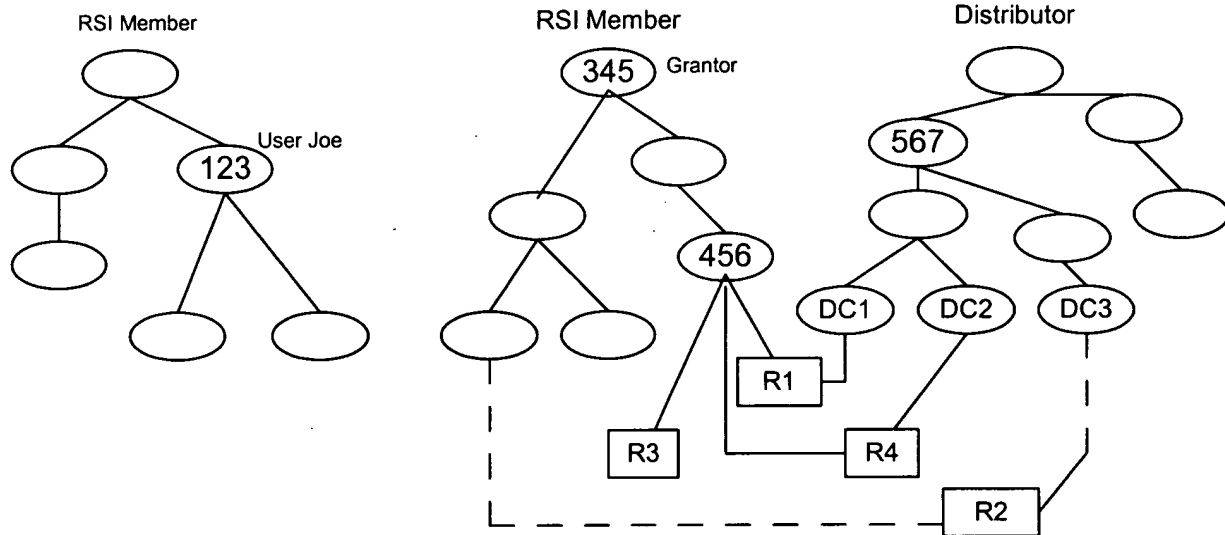 RSI Member
RSI Member
Distributor
345
Grantor
User Joe
123
567
456
DC1
DC2
DC3
R1
R3
R4
R2